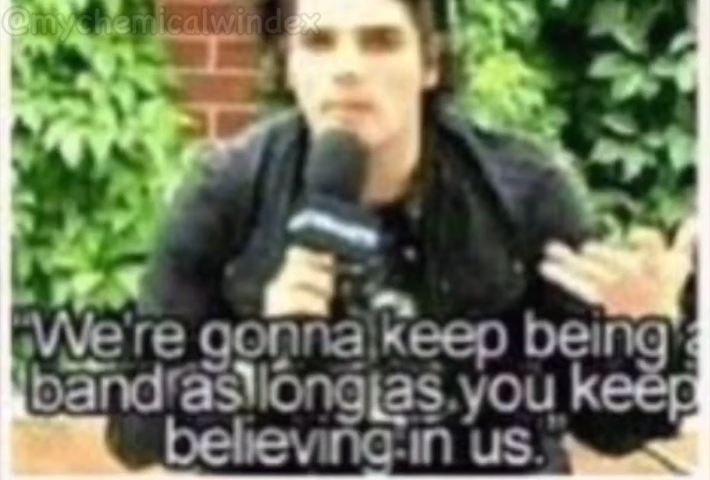 @mychemicalwindex
"We're gonna keep being a
band as long as you keep
believing in us."